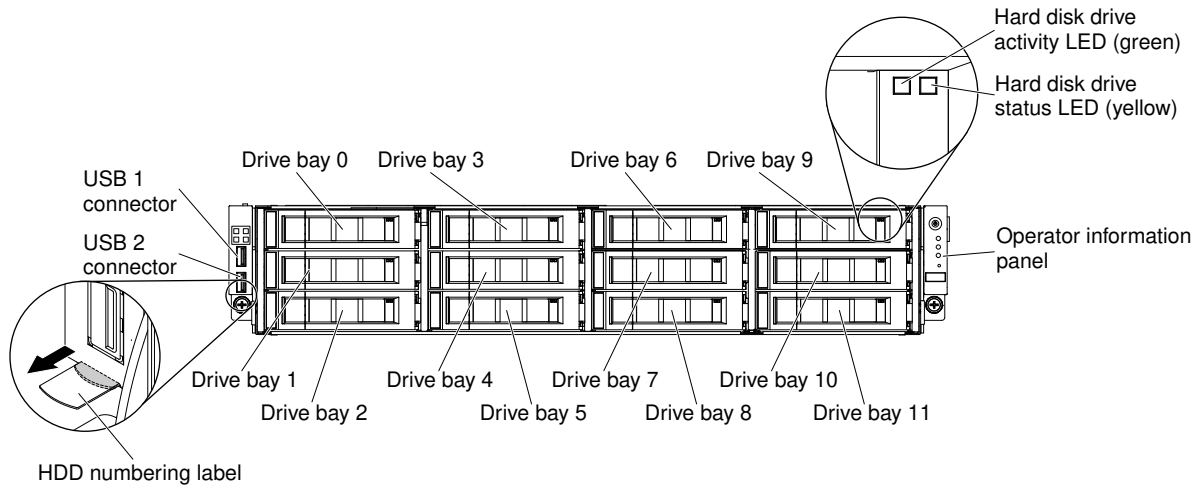 Hard disk drive
activity LED (green)
Hard disk drive
status LED (yellow)
Drive bay 0
Drive bay 3
Drive bay 6
Drive bay 9
USB 1
connector
USB 2
connector
Operator information
panel
Drive bay 1
Drive bay 4
Drive bay 7
Drive bay 10
Drive bay 2
Drive bay 5
Drive bay 8
Drive bay 11
HDD numbering label